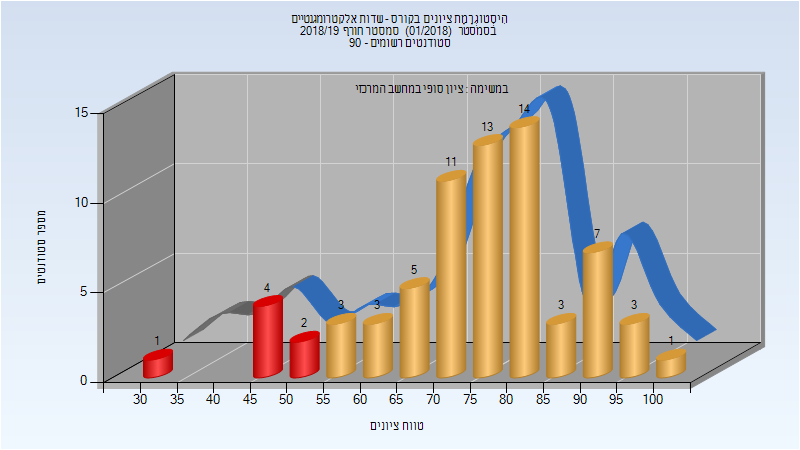 היסטוגרמת ציונים בקורס - שדות אלקטרומגנטיים
בסמסטר (01/2018) סמסטר חורף 2018/19
סטודנטים רשומים - 90
במשימה : ציון סופי במחשב המרכזי
מספר סטודנטים
15
10
5
0
1
4
2
3
3
5
11
13
14
3
7
3
1
30 35 40 45 50 55 60 65 70 75 80 85 90 95 100
טווח ציונים